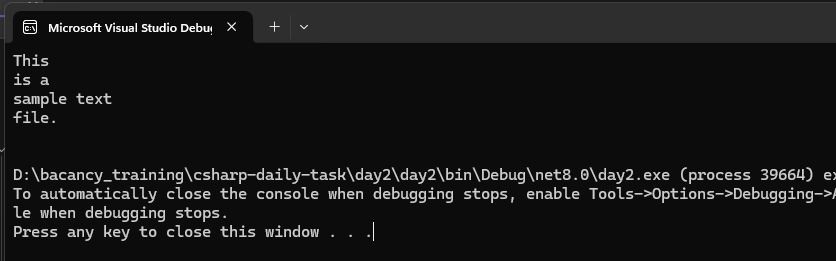 Microsoft Visual Studio Debug
This
is a
sample text
file.
D:\bacancy_training\csharp-daily-task\day2\day2\bin\Debug\net8.0\day2.exe (process 39664) ex
To automatically close the console when debugging stops, enable Tools->Options->Debugging->A
le when debugging stops.
Press any key to close this window . . .